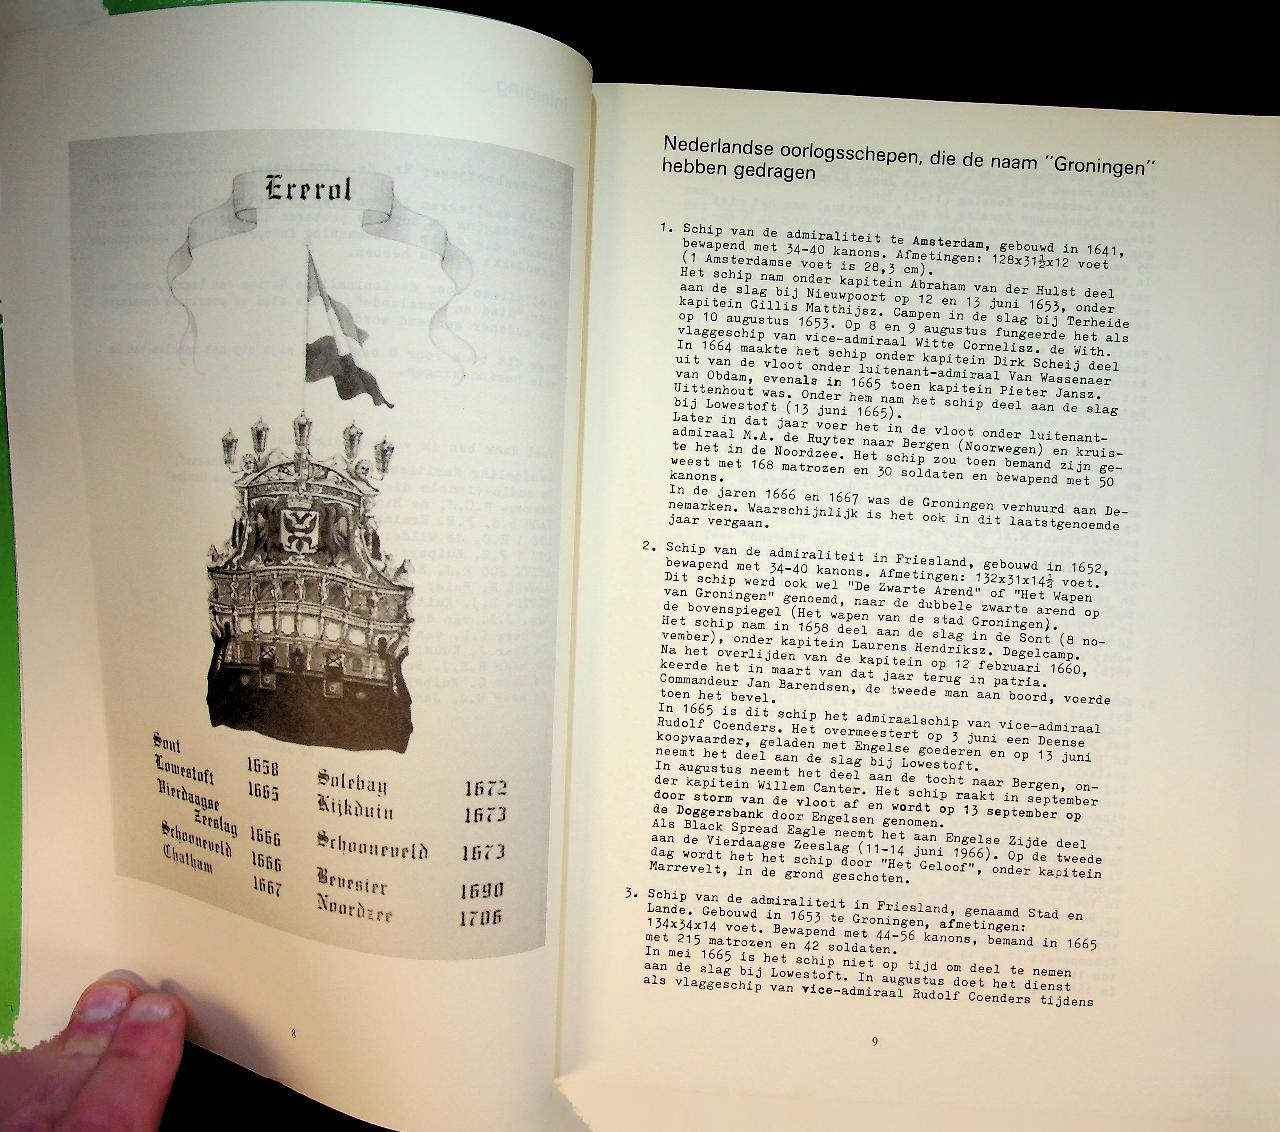 Ererol
Sont 1658
Lowestoft 1665
Vierdaagse
Zeeslag 1666
Schooneveld 1666
Chatham 1667
Solebay 1672
Kijkduin 1673
Schooneveld 1673
Bevesier 1690
Noordzee 1706
8
Nederlandse oorlogsschepen, die de naam "Groningen"
hebben gedragen
1. Schip van de admiraliteit te Amsterdam, gebouwd in 1641,
bewapend met 34-40 kanons. Afmetingen: 128x31½x12 voet
(1 Amsterdamse voet is 28,3 cm).
Het schip nam onder kapitein Abraham van der Hulst deel
aan de slag bij Nieuwpoort op 12 en 13 juni 1653, onder
kapitein Gillis Matthijsz. Campen in de slag bij Terheide
op 10 augustus 1653. Op 8 en 9 augustus fungeerde het als
vlaggeschip van vice-admiraal Witte Cornelisz. de With.
In 1664 maakte het schip onder kapitein Dirk Scheij deel
uit van de vloot onder luitenant-admiraal Van Wassenaer
van Obdam, evenals in 1665 toen kapitein Pieter Jansz.
Uittenhout was. Onder hem nam het schip deel aan de slag
bij Lowestoft (13 juni 1665).
Later in dat jaar voer het in de vloot onder luitenant-
admiraal M.A. de Ruyter naar Bergen (Noorwegen) en kruis-
te het in de Noordzee. Het schip zou toen bemand zijn ge-
weest met 168 matrozen en 30 soldaten en bewapend met 50
kanons.
In de jaren 1666 en 1667 was de Groningen verhuurd aan De-
nemarken. Waarschijnlijk is het ook in dit laatstgenoemde
jaar vergaan.
2. Schip van de admiraliteit in Friesland, gebouwd in 1652,
bewapend met 34-40 kanons. Afmetingen: 132x31x14½ voet.
Dit schip werd ook wel "De Zwarte Arend" of "Het Wapen
van Groningen" genoemd, naar de dubbele zwarte arend op
de bovenspiegel (Het wapen van de stad Groningen).
Het schip nam in 1658 deel aan de slag in de Sont (8 no-
vember), onder kapitein Laurens Hendriksz. Degelcamp.
Na het overlijden van de kapitein op 12 februari 1660,
keerde het in maart van dat jaar terug in patria.
Commandeur Jan Barendsen, de tweede man aan boord, voerde
toen het bevel.
In 1665 is dit schip het admiraalschip van vice-admiraal
Rudolf Coenders. Het overmeestert op 3 juni een Deense
koopvaarder, geladen met Engelse goederen en op 13 juni
neemt het deel aan de slag bij Lowestoft.
In augustus neemt het deel aan de tocht naar Bergen, on-
der kapitein Willem Canter. Het schip raakt in september
door storm van de vloot af en wordt op 13 september op
de Doggersbank door Engelsen genomen.
Als Black Spread Eagle neemt het aan Engelse Zijde deel
aan de Vierdaagse Zeeslag (11-14 juni 1966). Op de tweede
dag wordt het het schip door "Het Geloof", onder kapitein
Marrevelt, in de grond geschoten.
3. Schip van de admiraliteit in Friesland, genaamd Stad en
Lande. Gebouwd in 1653 te Groningen, afmetingen:
134x34x14 voet. Bewapend met 44-56 kanons, bemand in 1665
met 215 matrozen en 42 soldaten.
In mei 1665 is het schip niet op tijd om deel te nemen
aan de slag bij Lowestoft. In augustus doet het dienst
als vlaggeschip van vice-admiraal Rudolf Coenders tijdens
9